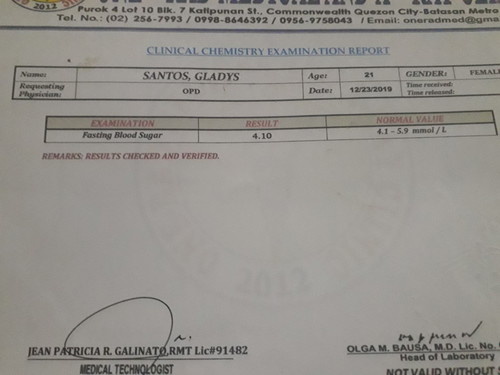 Purok 4 Lot 10 Blk. 7 Katipunan St., Commonwealth Quezon City-Batasan Metro
Tel. No.: (02) 256-7993 / 0998-8646392 / 0956-9758043 / Email: oneradmed@gma
CLINICAL CHEMISTRY EXAMINATION REPORT
Name: SANTOS, GLADYS Age: 21 GENDER: FEMAL
Requesting Physician: OPD Date: 12/23/2019 Time received:
Time released:
EXAMINATION RESULT NORMAL VALUE
Fasting Blood Sugar 4.10 4.1 - 5.9 mmol / L
REMARKS: RESULTS CHECKED AND VERIFIED.
2012
JEAN PATRICIA R. GALINATO,RMT Lic#91482
MEDICAL TECHNOLOGIST
OLGA M. BAUSA, M.D. Lic. No.
Head of Laboratory
NOT VALID WITHOUT